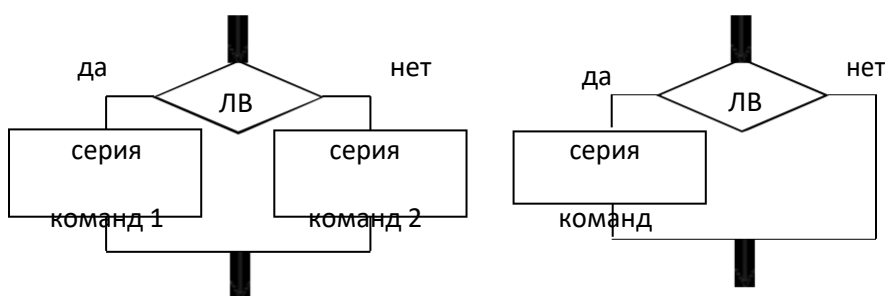 да
нет
ЛВ
серия
команд 1
серия
команд 2
да
нет
ЛВ
серия
команд